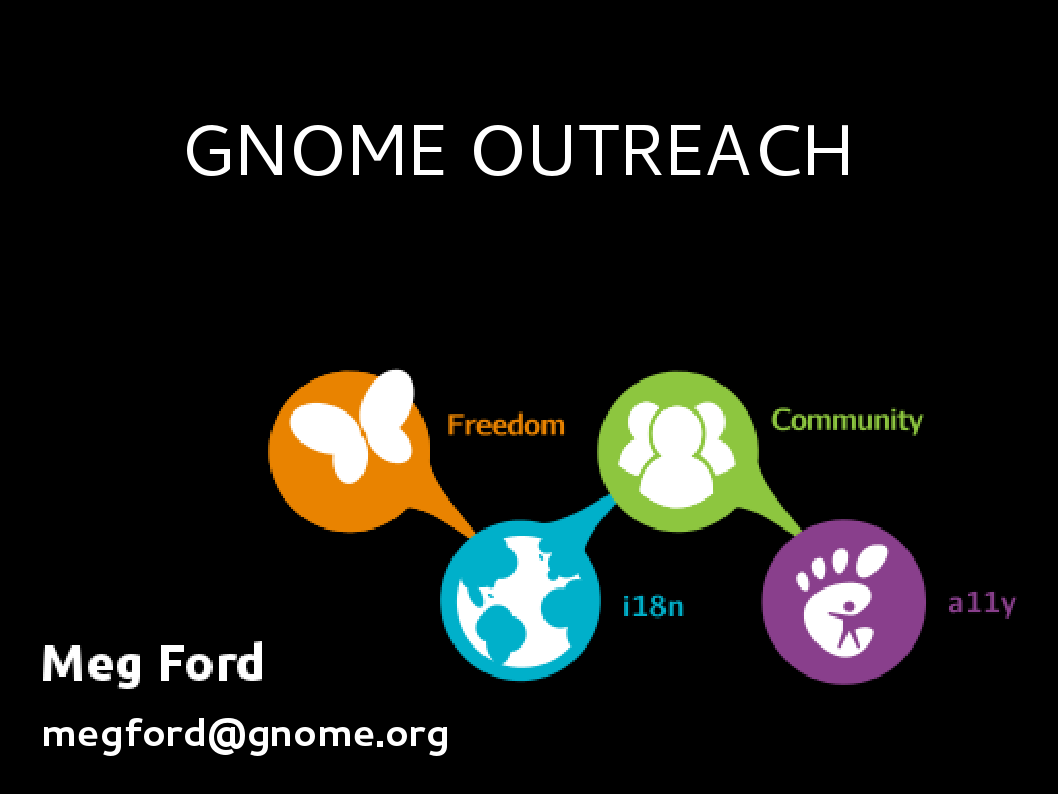 GNOME OUTREACH
Freedom
Community
i18n
a11y
Meg Ford
megford@gnome.org